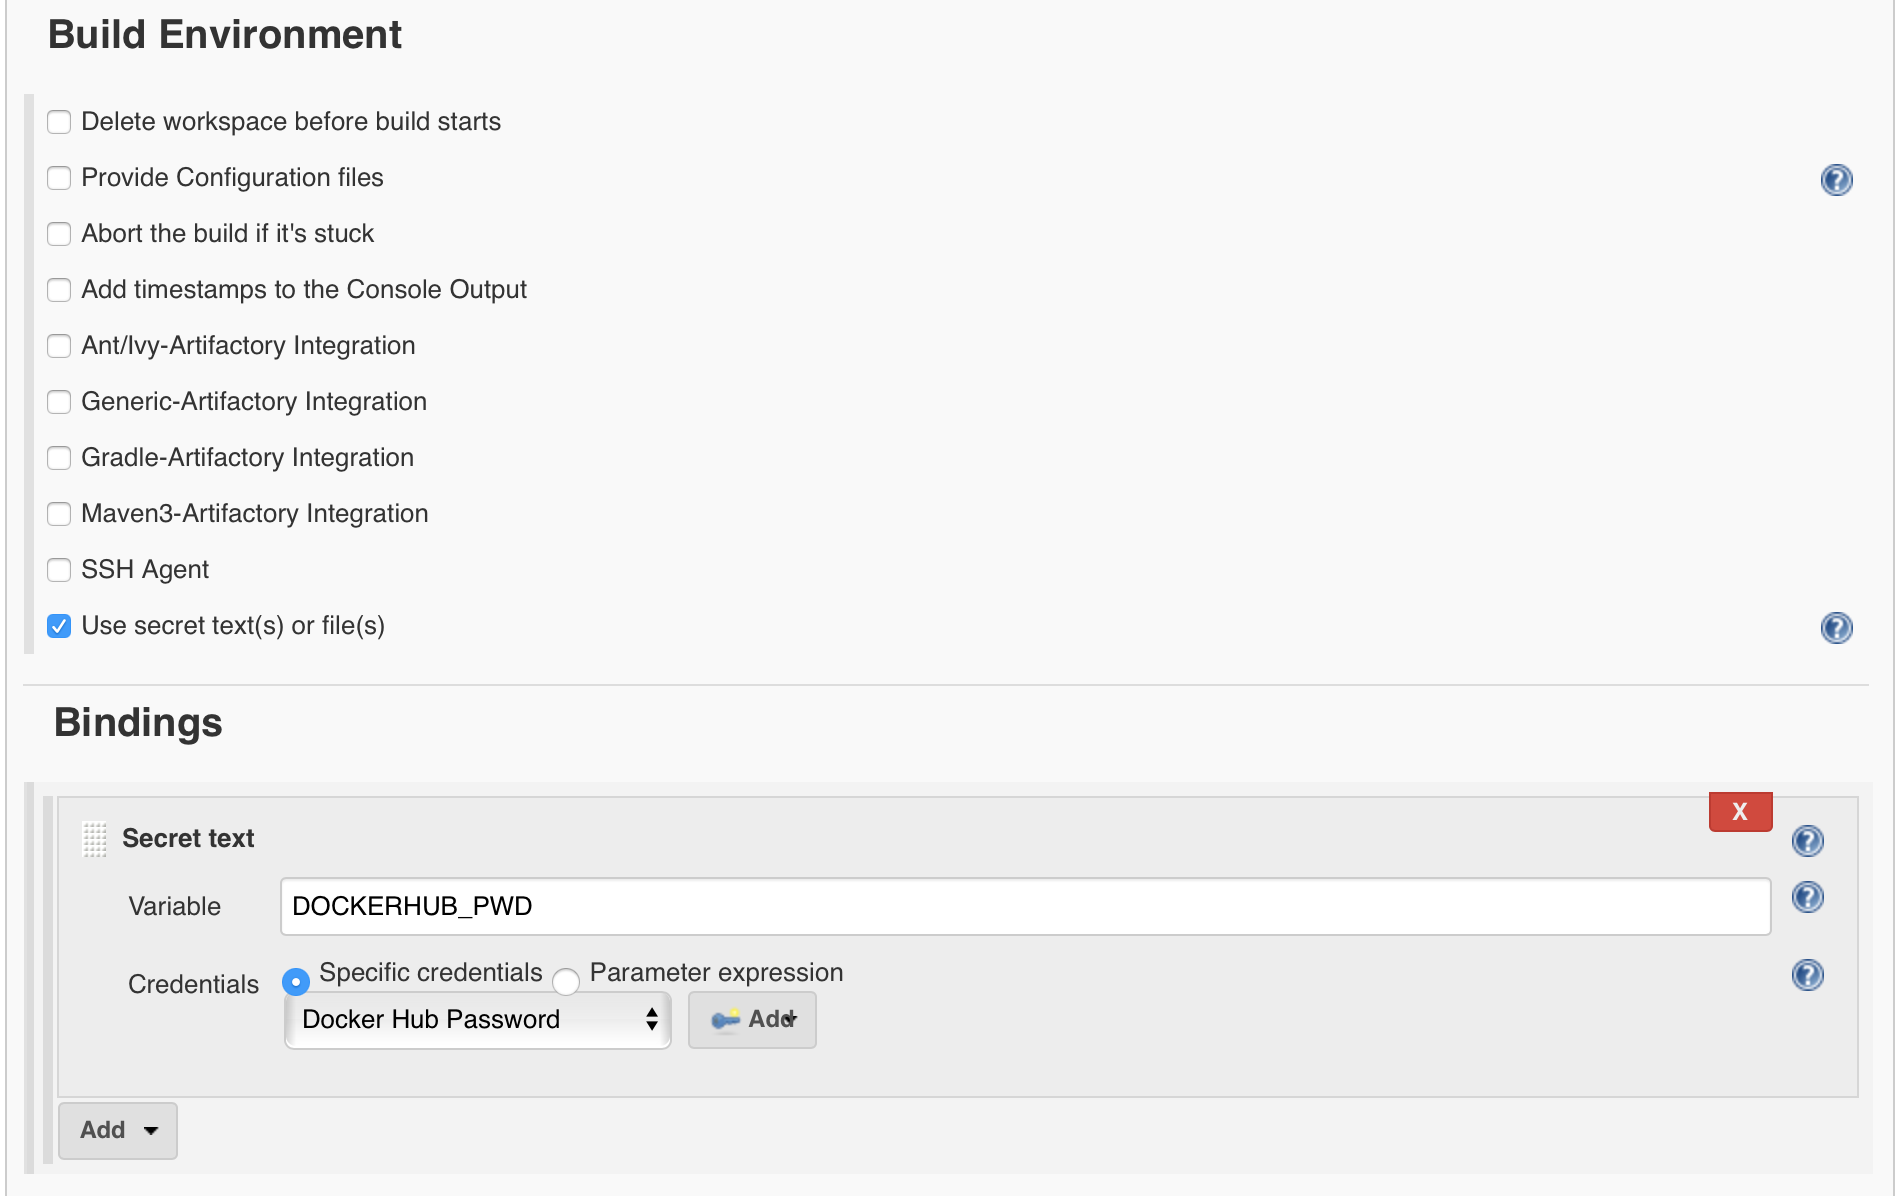 Build Environment
Delete workspace before build starts
Provide Configuration files
Abort the build if it's stuck
Add timestamps to the Console Output
Ant/Ivy-Artifactory Integration
Generic-Artifactory Integration
Gradle-Artifactory Integration
Maven3-Artifactory Integration
SSH Agent
Use secret text(s) or file(s)
Bindings
X
Secret text
Variable DOCKERHUB_PWD
Credentials Specific credentials Parameter expression
Docker Hub Password Add
Add